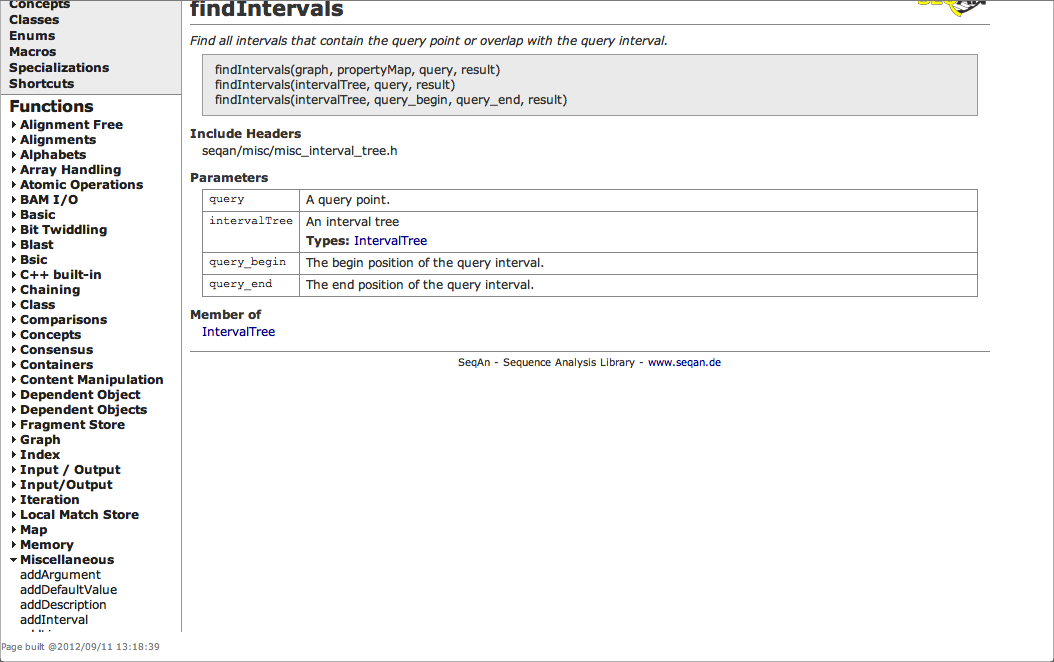 Concepts
Classes
Enums
Macros
Specializations
Shortcuts
Functions
Alignment Free
Alignments
Alphabets
Array Handling
Atomic Operations
BAM I/O
Basic
Bit Twiddling
Blast
Bsic
C++ built-in
Chaining
Class
Comparisons
Concepts
Consensus
Containers
Content Manipulation
Dependent Object
Dependent Objects
Fragment Store
Graph
Index
Input / Output
Input/Output
Iteration
Local Match Store
Map
Memory
Miscellaneous
addArgument
addDefaultValue
addDescription
addInterval
Page built @2012/09/11 13:18:39
findIntervals
Find all intervals that contain the query point or overlap with the query interval.
findIntervals(graph, propertyMap, query, result)
findIntervals(intervalTree, query, result)
findIntervals(intervalTree, query_begin, query_end, result)
Include Headers
seqan/misc/misc_interval_tree.h
Parameters
query A query point.
intervalTree An interval tree
Types: IntervalTree
query_begin The begin position of the query interval.
query_end The end position of the query interval.
Member of
IntervalTree
SeqAn - Sequence Analysis Library - www.seqan.de